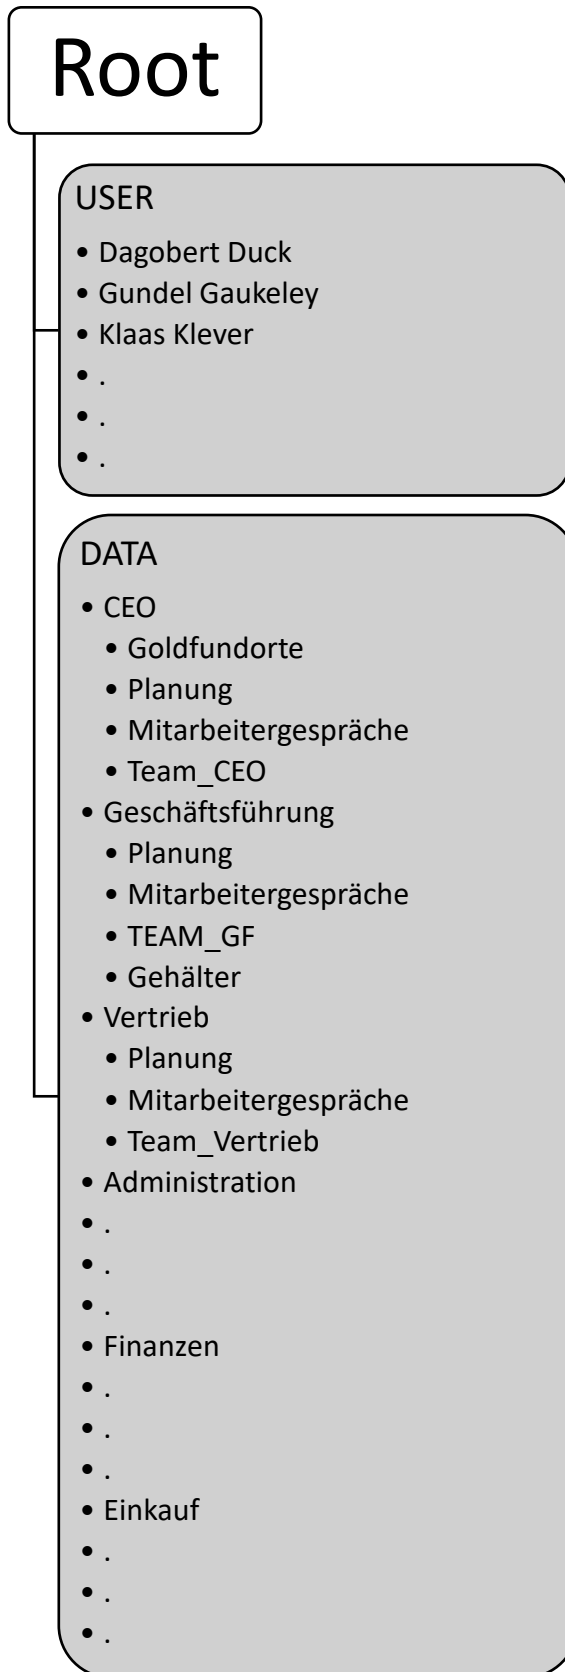 Root
USER
• Dagobert Duck
• Gundel Gaukeley
• Klaas Klever
• .
• .
• .
DATA
• CEO
• Goldfundorte
• Planung
• Mitarbeitergespräche
• Team_CEO
• Geschäftsführung
• Planung
• Mitarbeitergespräche
• TEAM_GF
• Gehälter
• Vertrieb
• Planung
• Mitarbeitergespräche
• Team_Vertrieb
• Administration
• .
• .
• .
• Finanzen
• .
• .
• .
• Einkauf
• .
• .
• .